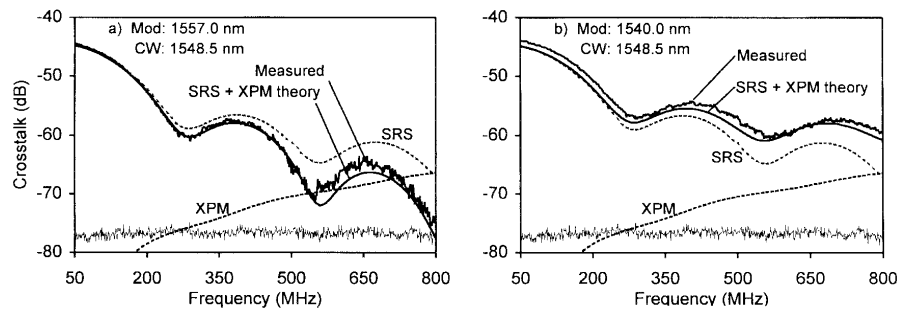 -40
-50
-60
-70
-80
Crosstalk (dB)
a) Mod: 1557.0 nm
CW: 1548.5 nm
Measured
SRS + XPM theory
SRS
XPM
50
200
350
500
650
800
Frequency (MHz)
-40
-50
-60
-70
-80
b) Mod: 1540.0 nm
CW: 1548.5 nm
Measured
SRS + XPM theory
SRS
XPM
50
200
350
500
650
800
Frequency (MHz)